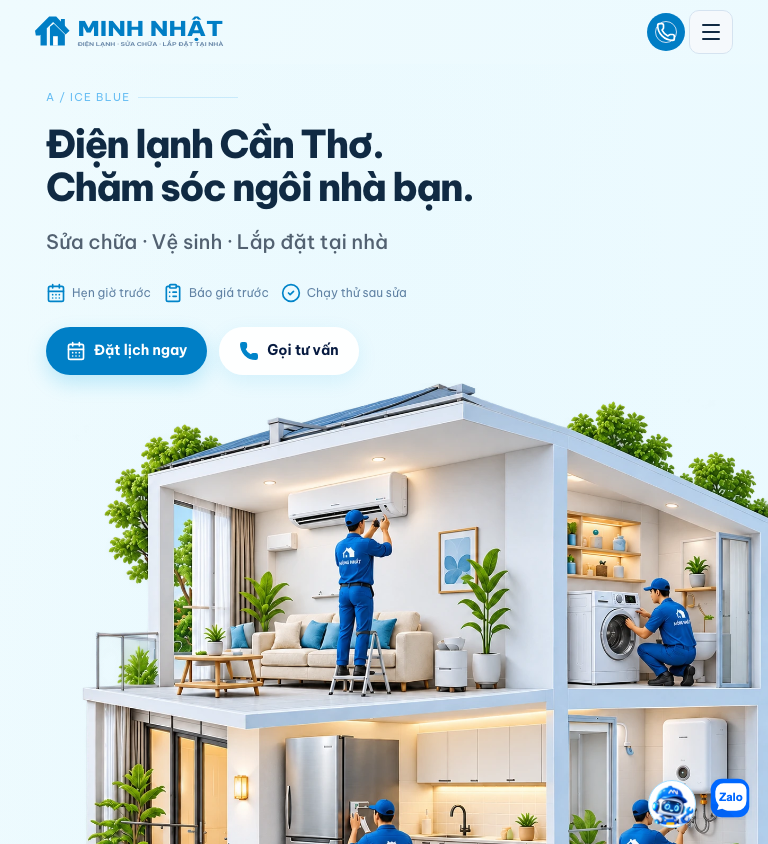 MINH NHẬT
ĐIỆN LẠNH · SỬA CHỮA · LẮP ĐẶT TẠI NHÀ
A / ICE BLUE
Điện lạnh Cần Thơ.
Chăm sóc ngôi nhà bạn.
Sửa chữa · Vệ sinh · Lắp đặt tại nhà
Hẹn giờ trước
Báo giá trước
Chạy thử sau sửa
Đặt lịch ngay
Gọi tư vấn
Zalo